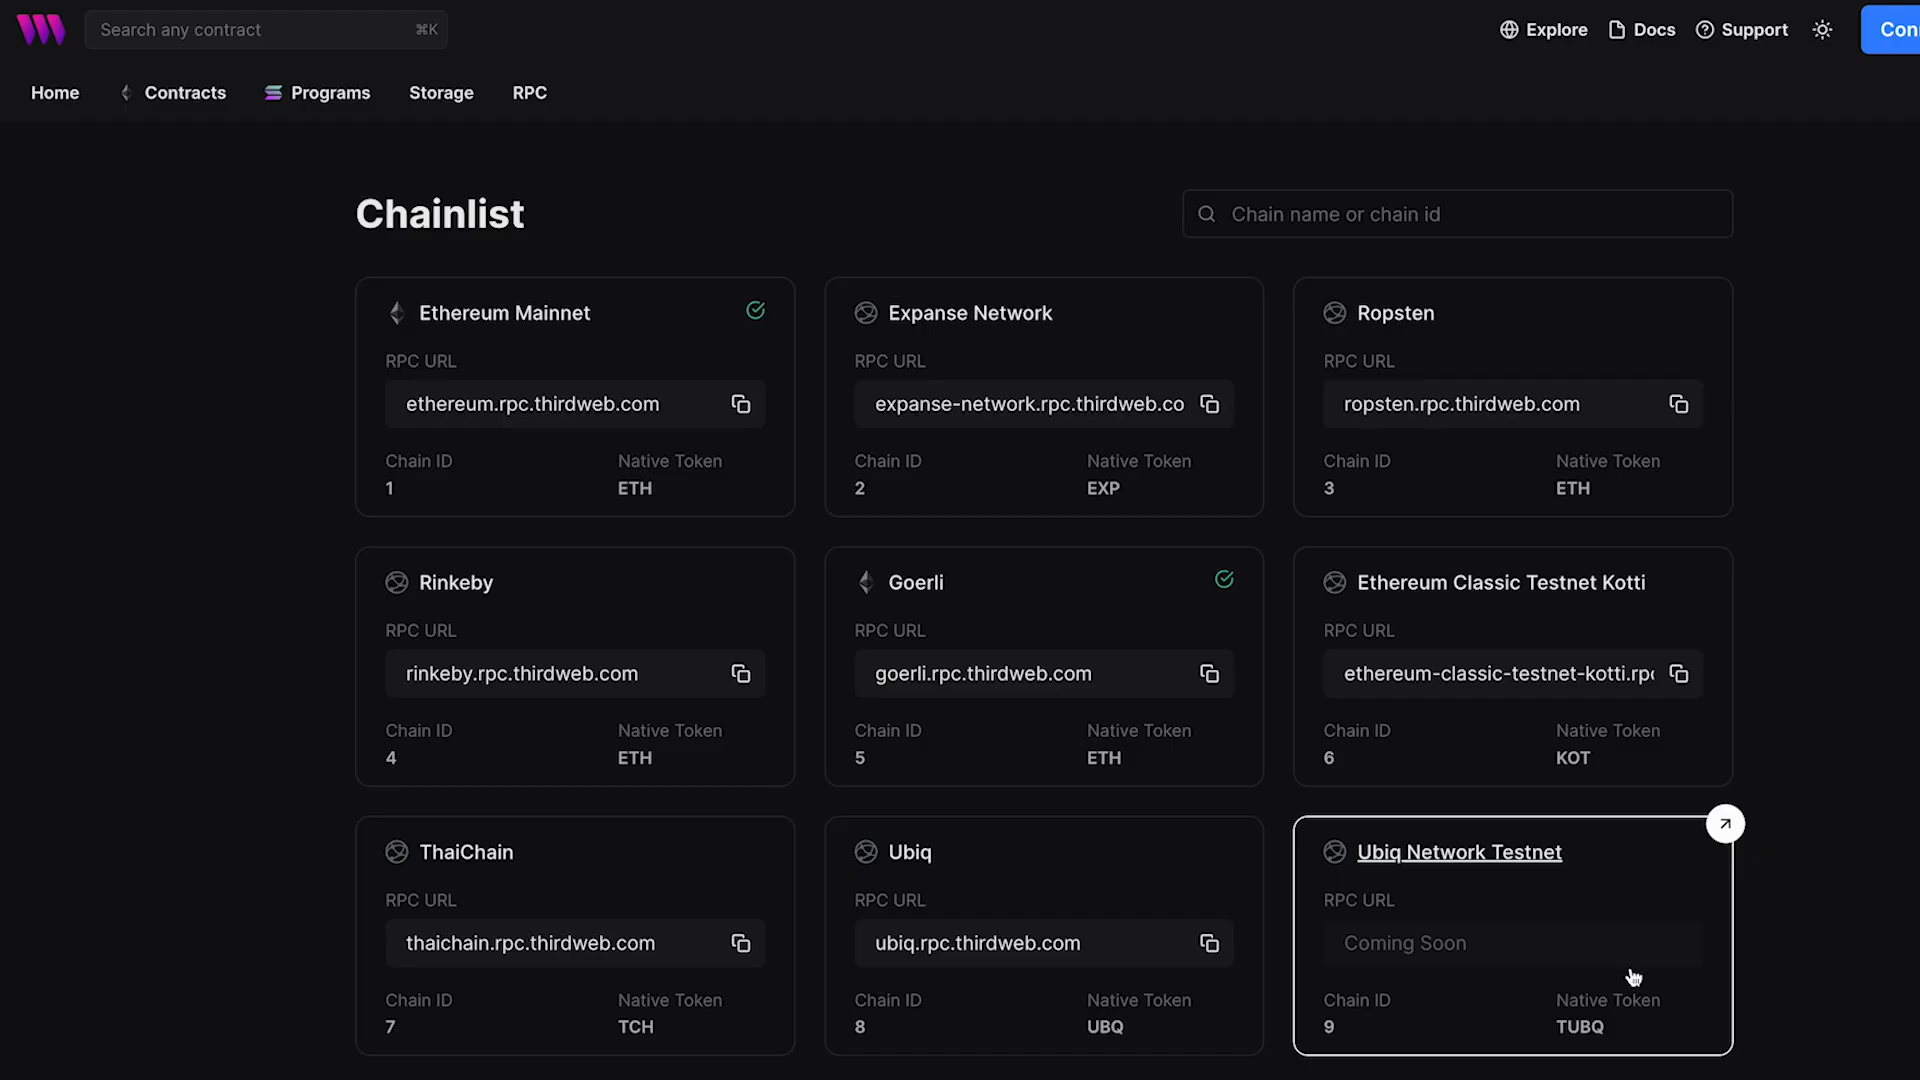 Search any contract
⌘K
Explore
Docs
Support
Con
Home
Contracts
Programs
Storage
RPC
Chainlist
Chain name or chain id
Ethereum Mainnet
RPC URL
ethereum.rpc.thirdweb.com
Chain ID
Native Token
1
ETH
Expanse Network
RPC URL
expanse-network.rpc.thirdweb.co
Chain ID
Native Token
2
EXP
Ropsten
RPC URL
ropsten.rpc.thirdweb.com
Chain ID
Native Token
3
ETH
Rinkeby
RPC URL
rinkeby.rpc.thirdweb.com
Chain ID
Native Token
4
ETH
Goerli
RPC URL
goerli.rpc.thirdweb.com
Chain ID
Native Token
5
ETH
Ethereum Classic Testnet Kotti
RPC URL
ethereum-classic-testnet-kotti.rpc
Chain ID
Native Token
6
KOT
ThaiChain
RPC URL
thaichain.rpc.thirdweb.com
Chain ID
Native Token
7
TCH
Ubiq
RPC URL
ubiq.rpc.thirdweb.com
Chain ID
Native Token
8
UBQ
Ubiq Network Testnet
RPC URL
Coming Soon
Chain ID
Native Token
9
TUBQ